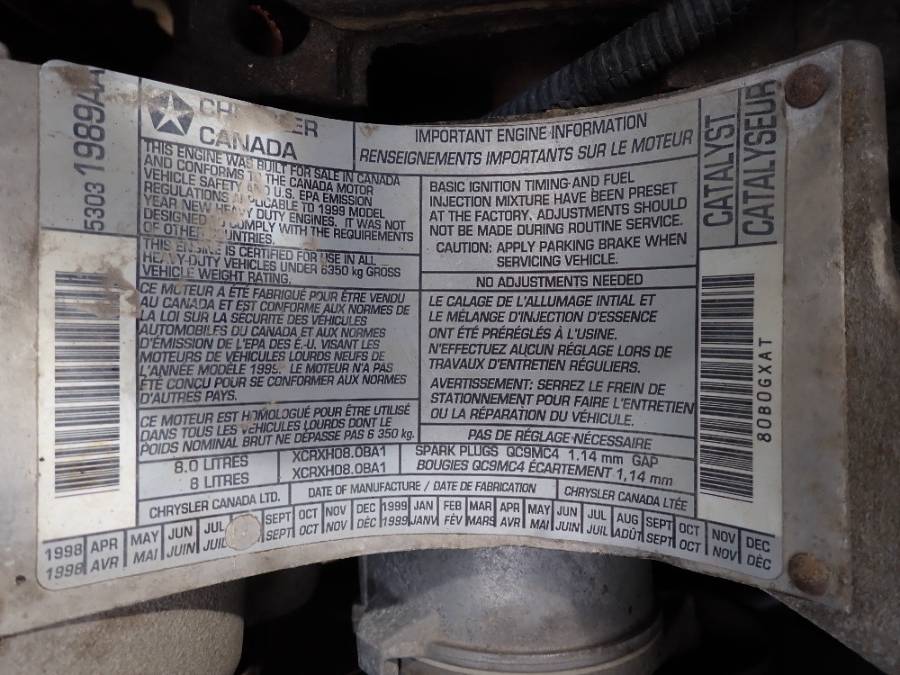 53031989AA
CHRYSLER
CANADA
THIS ENGINE WAS BUILT FOR SALE IN CANADA
AND CONFORMS TO THE CANADA MOTOR
VEHICLE SAFETY AND U.S. EPA EMISSION
REGULATIONS APPLICABLE TO 1999 MODEL
YEAR NEW HEAVY DUTY ENGINES. IT WAS NOT
DESIGNED TO COMPLY WITH THE REQUIREMENTS
OF OTHER COUNTRIES.
THIS ENGINE IS CERTIFIED FOR USE IN ALL
HEAVY-DUTY VEHICLES UNDER 6350 kg GROSS
VEHICLE WEIGHT RATING.
CE MOTEUR A ÉTÉ FABRIQUÉ POUR ÊTRE VENDU
AU CANADA ET EST CONFORME AUX NORMES DE
LA LOI SUR LA SÉCURITÉ DES VÉHICULES
AUTOMOBILES DU CANADA ET AUX NORMES
D'ÉMISSION DE L'EPA DES É.-U. VISANT LES
MOTEURS DE VÉHICULES LOURDS NEUFS DE
L'ANNÉE MODÈLE 1999. LE MOTEUR N'A PAS
ÉTÉ CONÇU POUR SE CONFORMER AUX NORMES
D'AUTRES PAYS.
CE MOTEUR EST HOMOLOGUÉ POUR ÊTRE UTILISÉ
DANS TOUS LES VÉHICULES LOURDS DONT LE
POIDS NOMINAL BRUT NE DÉPASSE PAS 6 350 kg.
IMPORTANT ENGINE INFORMATION
RENSEIGNEMENTS IMPORTANTS SUR LE MOTEUR
BASIC IGNITION TIMING AND FUEL
INJECTION MIXTURE HAVE BEEN PRESET
AT THE FACTORY. ADJUSTMENTS SHOULD
NOT BE MADE DURING ROUTINE SERVICE.
CAUTION: APPLY PARKING BRAKE WHEN
SERVICING VEHICLE.
NO ADJUSTMENTS NEEDED
LE CALAGE DE L'ALLUMAGE INTIAL ET
LE MÉLANGE D'INJECTION D'ESSENCE
ONT ÉTÉ PRÉRÉGLÉS À L'USINE.
N'EFFECTUEZ AUCUN RÉGLAGE LORS DE
TRAVAUX D'ENTRETIEN RÉGULIERS.
AVERTISSEMENT: SERREZ LE FREIN DE
STATIONNEMENT POUR FAIRE L'ENTRETIEN
OU LA RÉPARATION DU VÉHICULE.
PAS DE RÉGLAGE NÉCESSAIRE
CATALYST
CATALYSEUR
80B0GXAT
8.0 LITRES XCRXH08.0BA1 SPARK PLUGS QC9MC4 1.14 mm GAP
8 LITRES XCRXH08.0BA1 BOUGIES QC9MC4 ÉCARTEMENT 1,14 mm
CHRYSLER CANADA LTD. DATE OF MANUFACTURE / DATE DE FABRICATION CHRYSLER CANADA LTÉE
1998 APR MAY JUN JUL SEPT OCT NOV DEC 1999 JAN FEB MAR APR MAY JUN JUL AUG SEPT OCT NOV DEC
1998 AVR MAI JUIN JUIL SEPT OCT NOV DÉC 1999 JANV FÉV MARS AVR MAI JUIN JUIL AOÛT SEPT OCT NOV DÉC